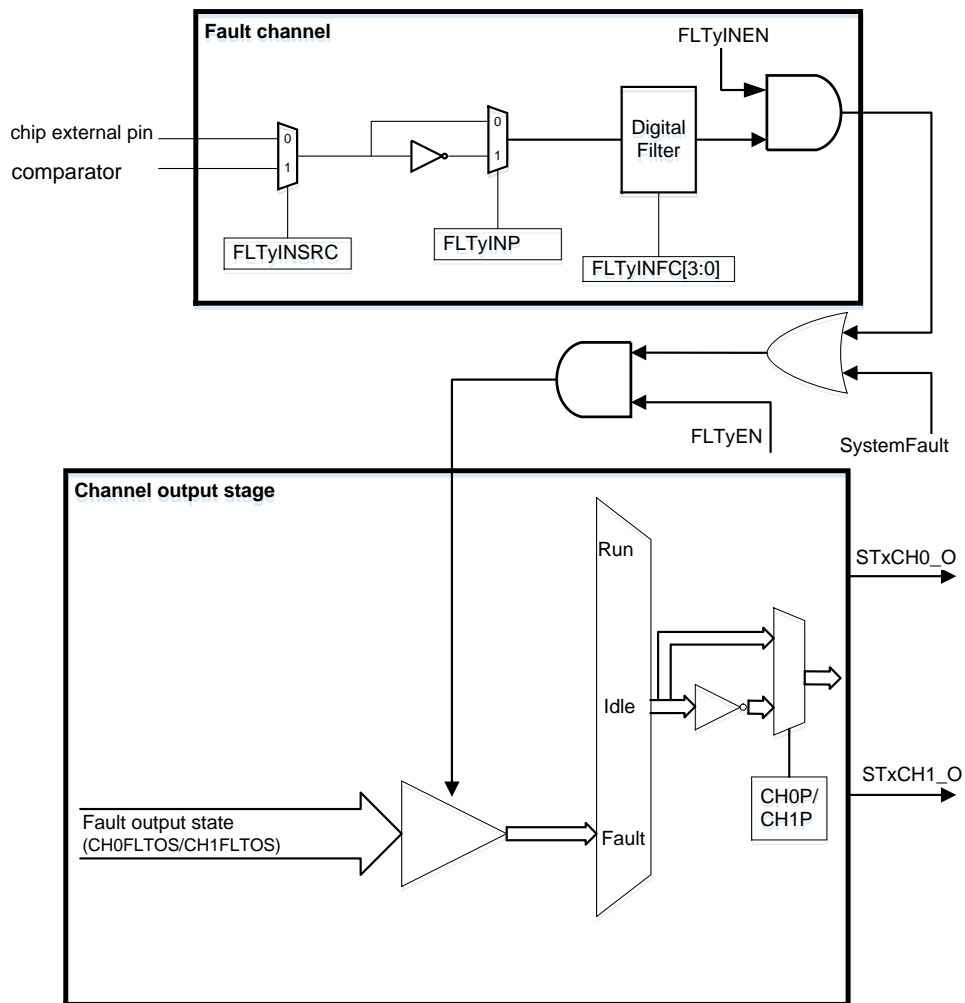 Fault channel
FLTyINEN
chip external pin
comparator
0
1
0
1
Digital
Filter
FLTyINSRC
FLTyINP
FLTyINFC[3:0]
FLTyEN
SystemFault
Channel output stage
Run
STxCH0_O
Idle
STxCH1_O
CH0P/
CH1P
Fault output state
(CH0FLTOS/CH1FLTOS)
Fault